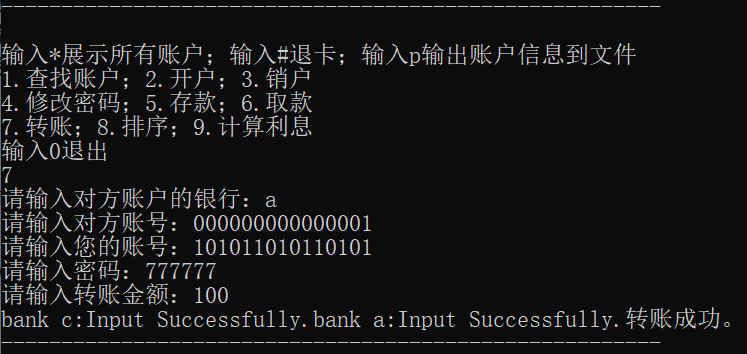 ------------------------------------------------------------
输入*展示所有账户；输入#退卡；输入p输出账户信息到文件
1.查找账户；2.开户；3.销户
4.修改密码；5.存款；6.取款
7.转账；8.排序；9.计算利息
输入0退出
7
请输入对方账户的银行：a
请输入对方账号：000000000000001
请输入您的账号：101011010110101
请输入密码：777777
请输入转账金额：100
bank c:Input Successfully.bank a:Input Successfully.转账成功。
------------------------------------------------------------